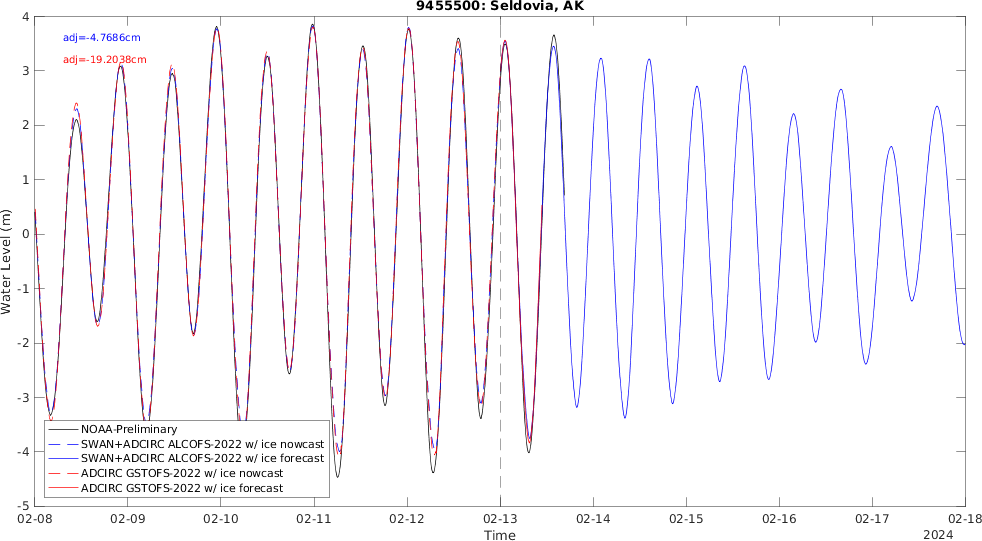 9455500: Seldovia, AK
adj=-4.7686cm
adj=-19.2038cm
4
3
2
1
0
-1
-2
-3
-4
-5
Water Level (m)
NOAA-Preliminary
SWAN+ADCIRC ALCOFS-2022 w/ ice nowcast
SWAN+ADCIRC ALCOFS-2022 w/ ice forecast
ADCIRC GSTOFS-2022 w/ ice nowcast
ADCIRC GSTOFS-2022 w/ ice forecast
02-08 02-09 02-10 02-11 02-12 02-13 02-14 02-15 02-16 02-17 02-18
Time
2024